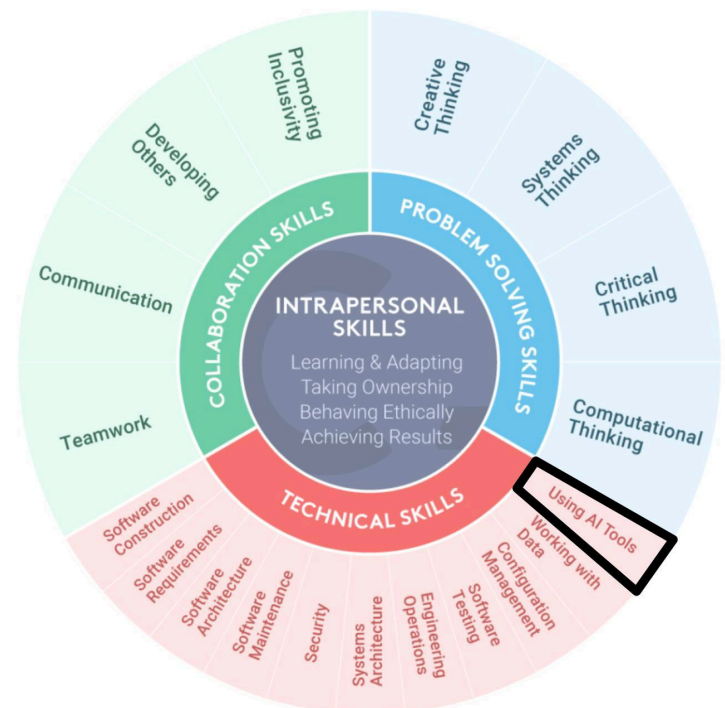 Promoting
Inclusivity
Creative
Thinking
Developing
Others
Systems
Thinking
COLLABORATION SKILLS
PROBLEM SOLVING SKILLS
Communication
Critical
Thinking
INTRAPERSONAL
SKILLS
Learning & Adapting
Taking Ownership
Behaving Ethically
Achieving Results
Teamwork
Computational
Thinking
TECHNICAL SKILLS
Software
Construction
Software
Requirements
Software
Architecture
Software
Maintenance
Security
Systems
Architecture
Engineering
Operations
Software
Testing
Configuration
Management
Working with
Data
Using AI Tools